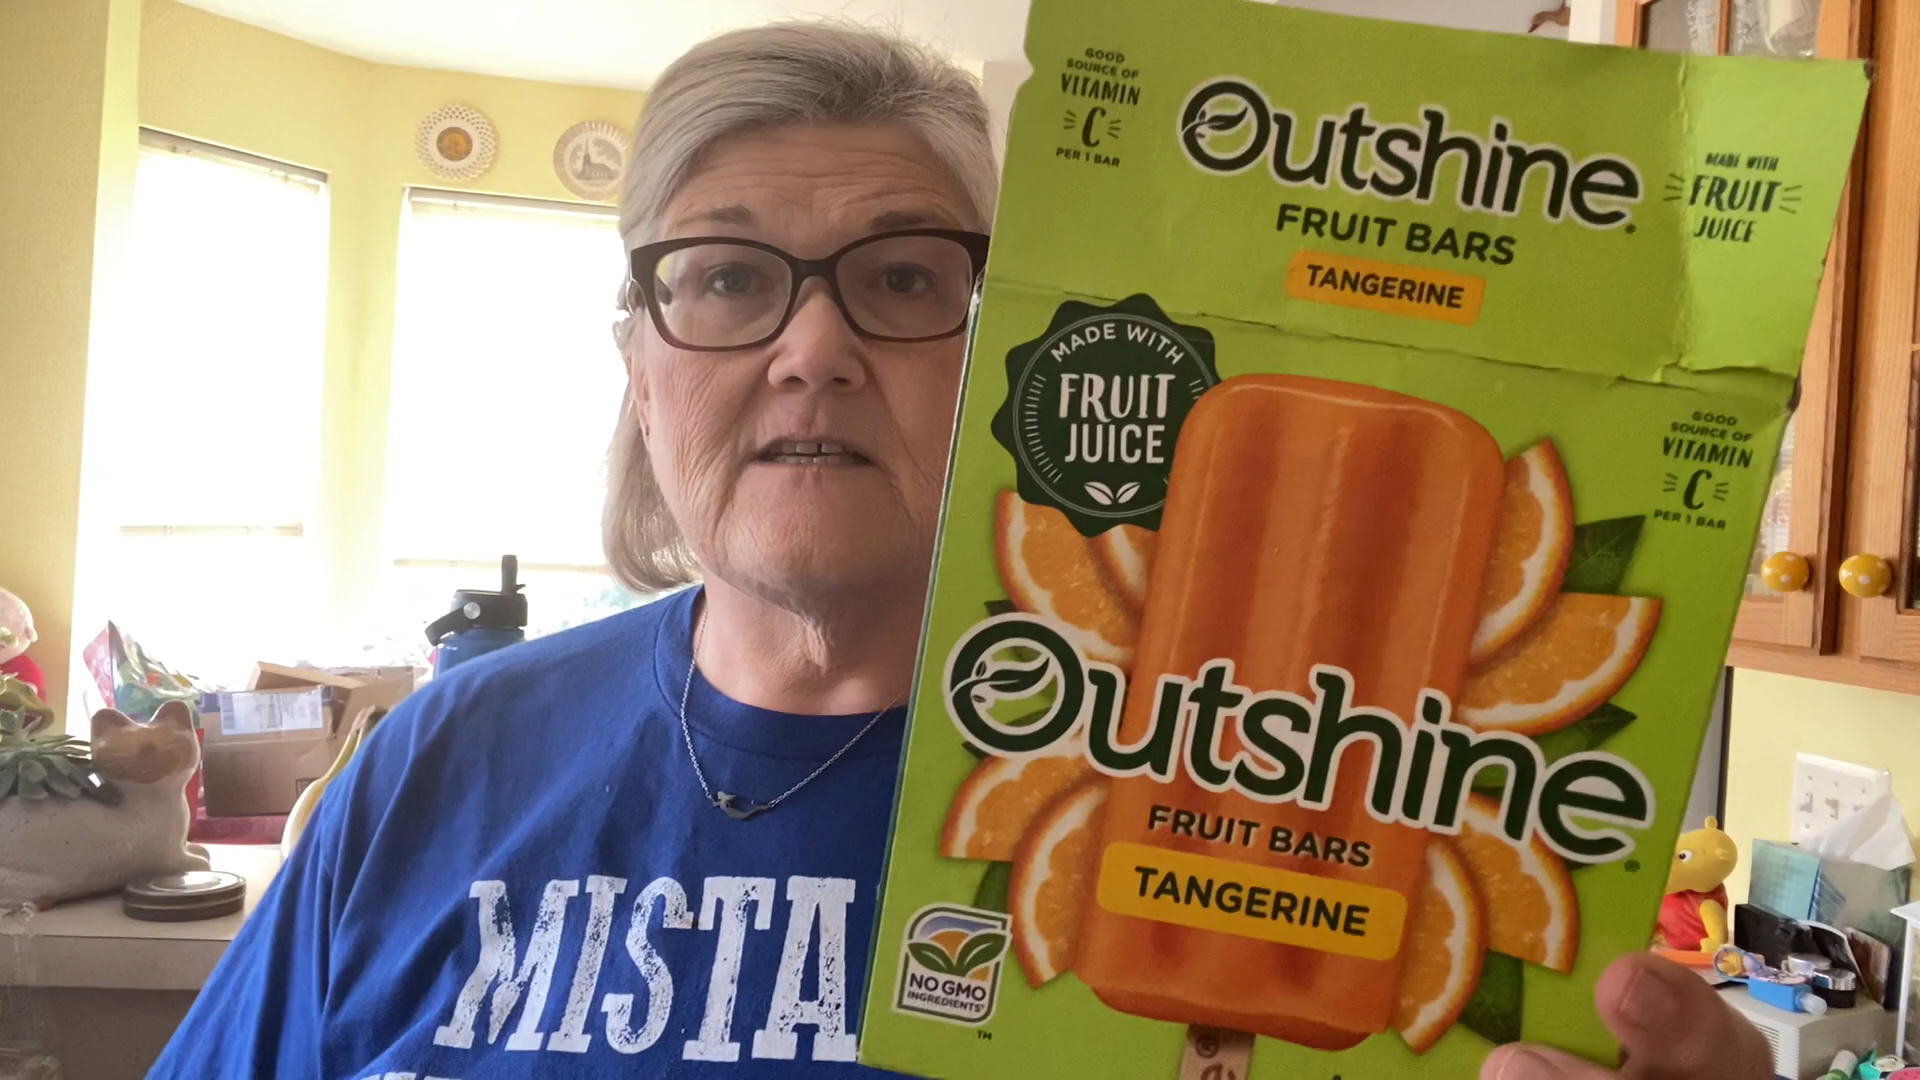 GOOD
SOURCE OF
VITAMIN
C
PER 1 BAR
Outshine®
FRUIT BARS
TANGERINE
MADE WITH
FRUIT
JUICE
MADE WITH
FRUIT
JUICE
GOOD
SOURCE OF
VITAMIN
C
PER 1 BAR
Outshine®
FRUIT BARS
TANGERINE
NO GMO
INGREDIENTS
TM
MISTA